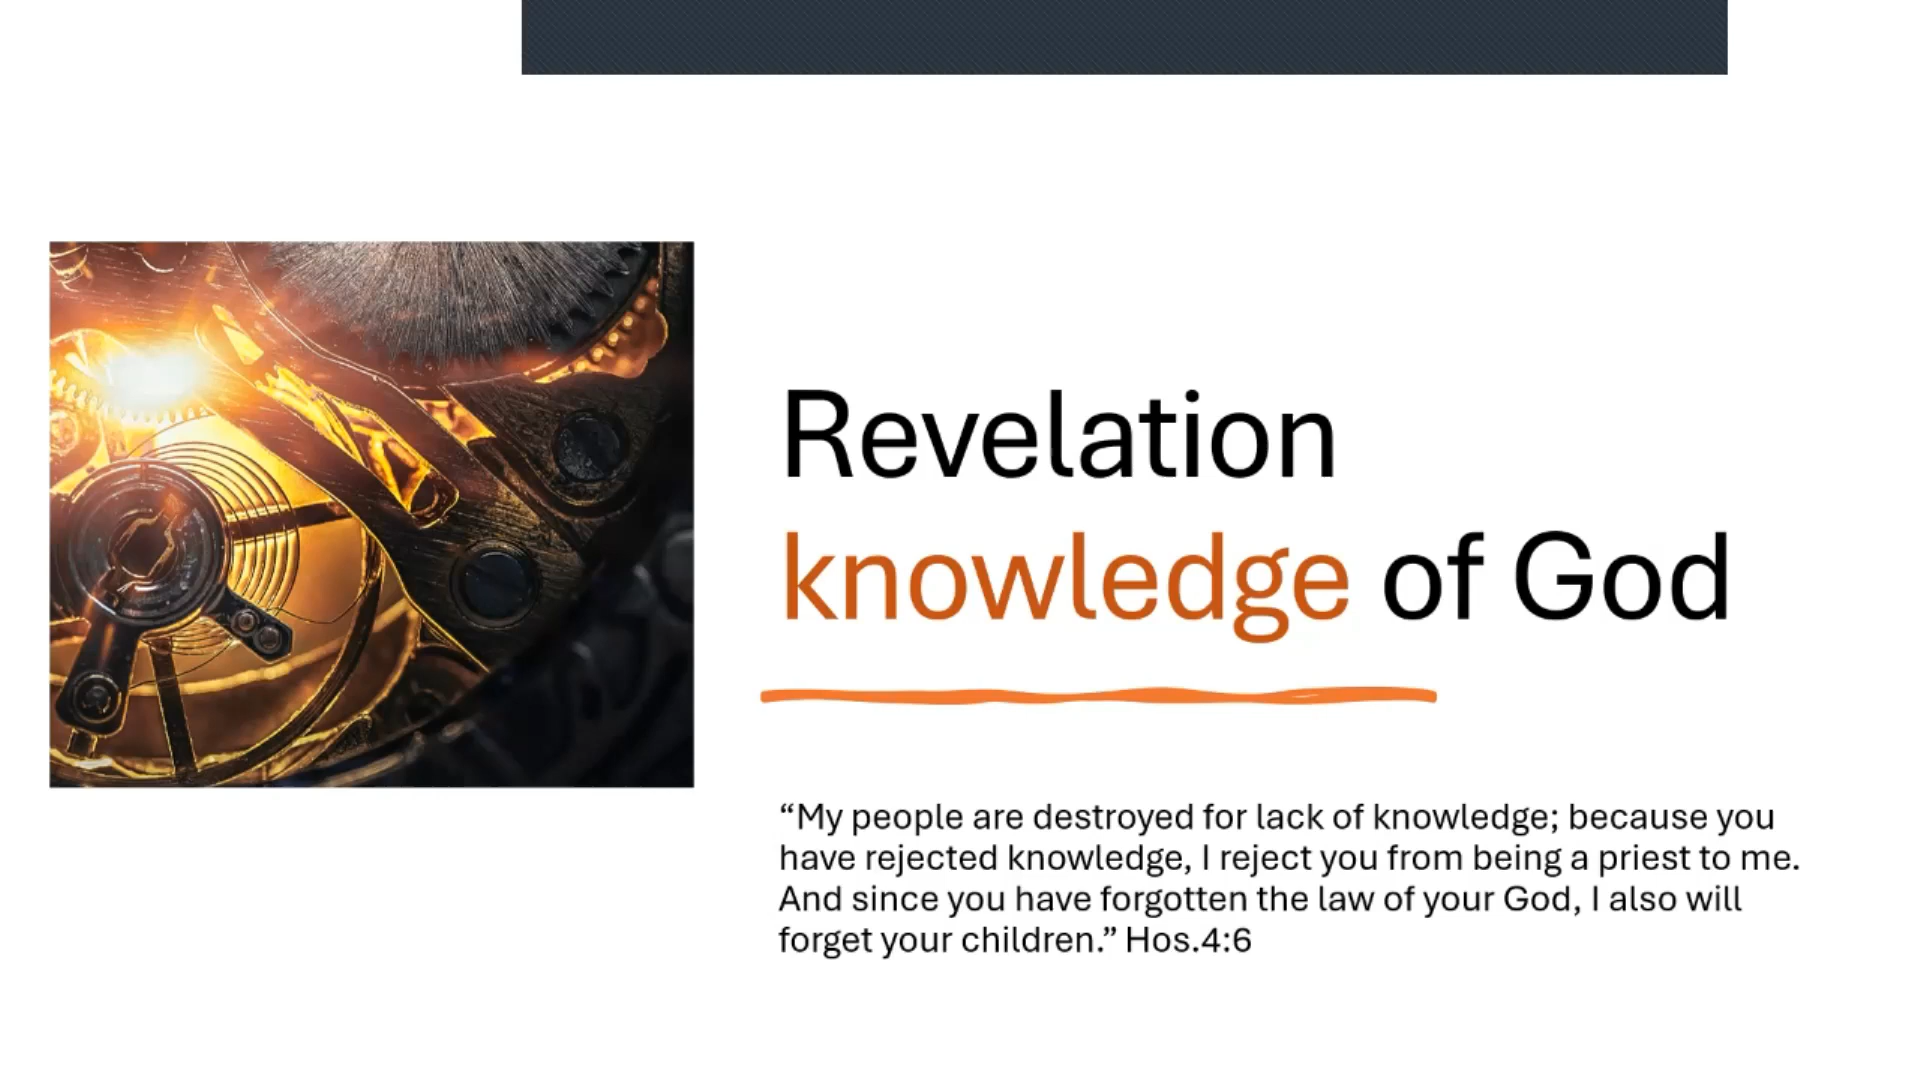 Revelation
knowledge of God
“My people are destroyed for lack of knowledge; because you
have rejected knowledge, I reject you from being a priest to me.
And since you have forgotten the law of your God, I also will
forget your children.” Hos.4:6